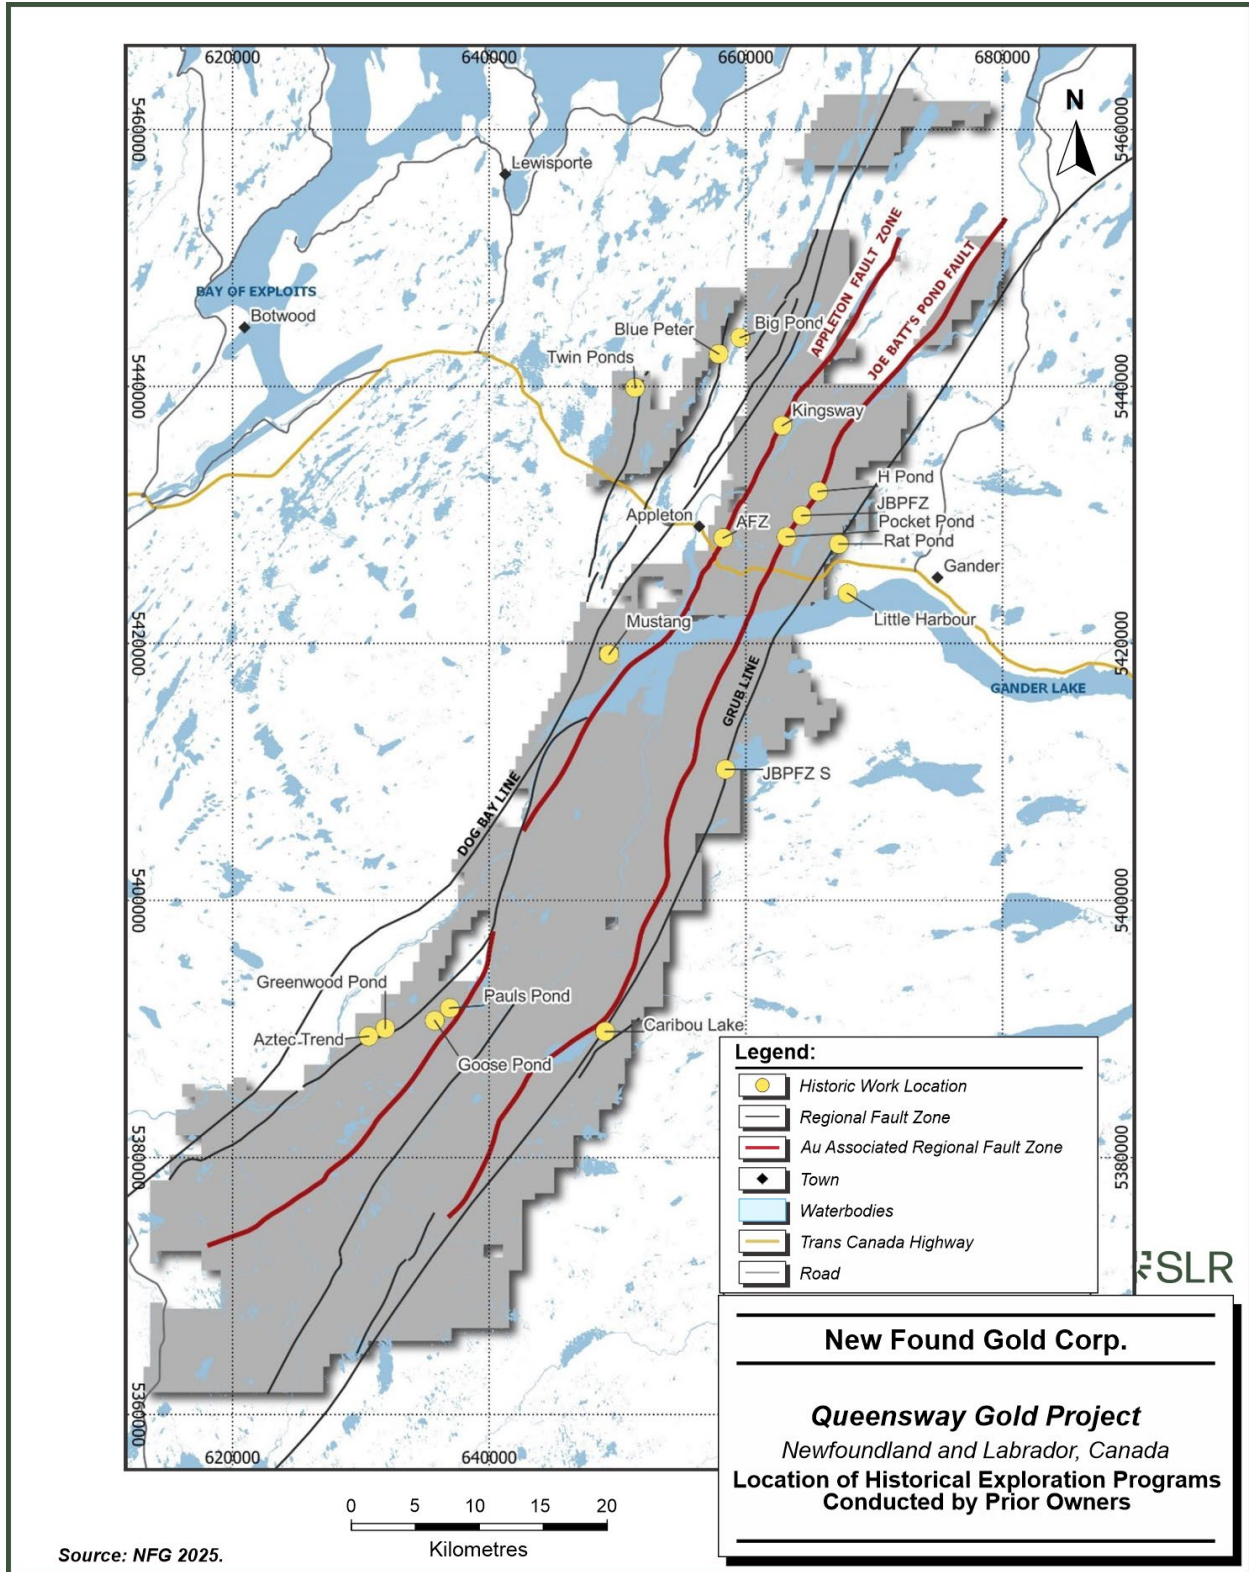 620000
640000
660000
680000
5460000
5460000
N
Lewisporte
APPLETON FAULT ZONE
JOE BATT'S POND FAULT
BAY OF EXPLOITS
Botwood
Blue Peter
Big Pond
Twin Ponds
5440000
5440000
Kingsway
H Pond
JBPFZ
Appleton
AFZ
Pocket Pond
Rat Pond
Gander
Mustang
Little Harbour
5420000
5420000
GRUB LINE
GANDER LAKE
JBPFZ S
DOG BAY LINE
5400000
5400000
Greenwood Pond
Pauls Pond
Aztec Trend
Caribou Lake
Goose Pond
5380000
5380000
Legend:
Historic Work Location
Regional Fault Zone
Au Associated Regional Fault Zone
Town
Waterbodies
Trans Canada Highway
Road
SLR
5360000
620000
640000
New Found Gold Corp.
Queensway Gold Project
Newfoundland and Labrador, Canada
Location of Historical Exploration Programs
Conducted by Prior Owners
0 5 10 15 20
Kilometres
Source: NFG 2025.